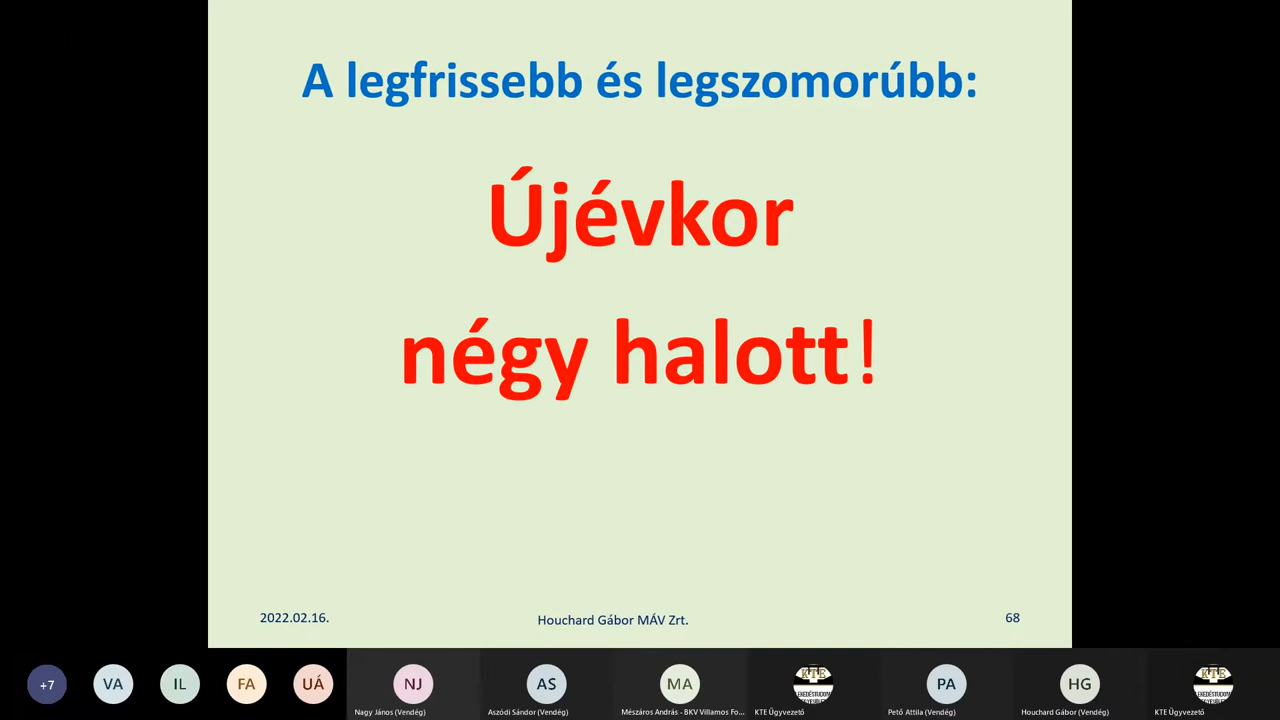 A legfrissebb és legszomorúbb:
Újévkor
négy halott!
2022.02.16.
Houchard Gábor MÁV Zrt.
68
+7
VA
IL
FA
UÁ
NJ
AS
MA
KTE
PA
HG
KTE
Nagy János (Vendég)
Aszódi Sándor (Vendég)
Mészáros András - BKV Villamos Fo...
KTE Ügyvezető
Pető Attila (Vendég)
Houchard Gábor (Vendég)
KTE Ügyvezető